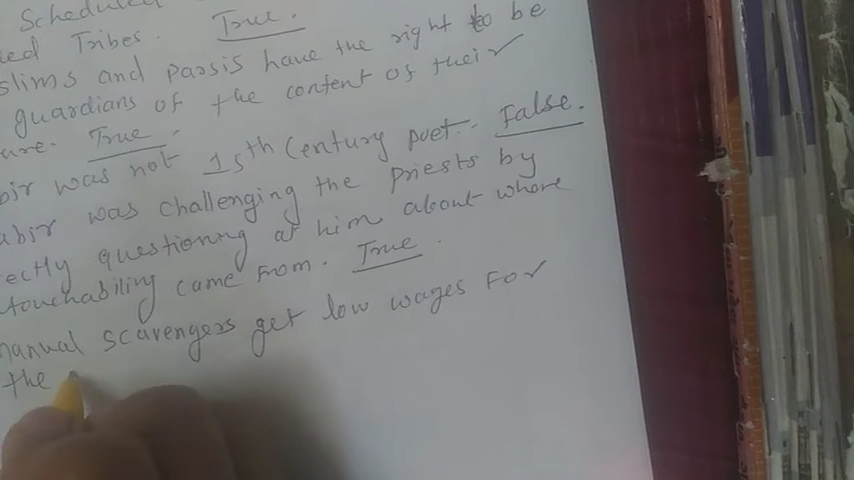 Scheduled
led Tribes. True.
slims and parsis have the right to be
guardians of the content of their
ure. True.
bir was not 15th Century poet. False.
abir was challenging the priests by
ectly questioning at him about where
touchability came from. True.
manual scavengers get low wages for
the